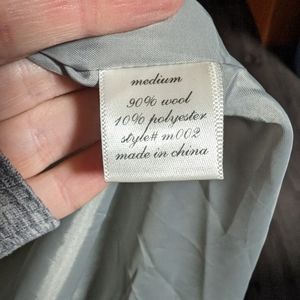 medium
90% wool
10% polyester
style# m002
made in china